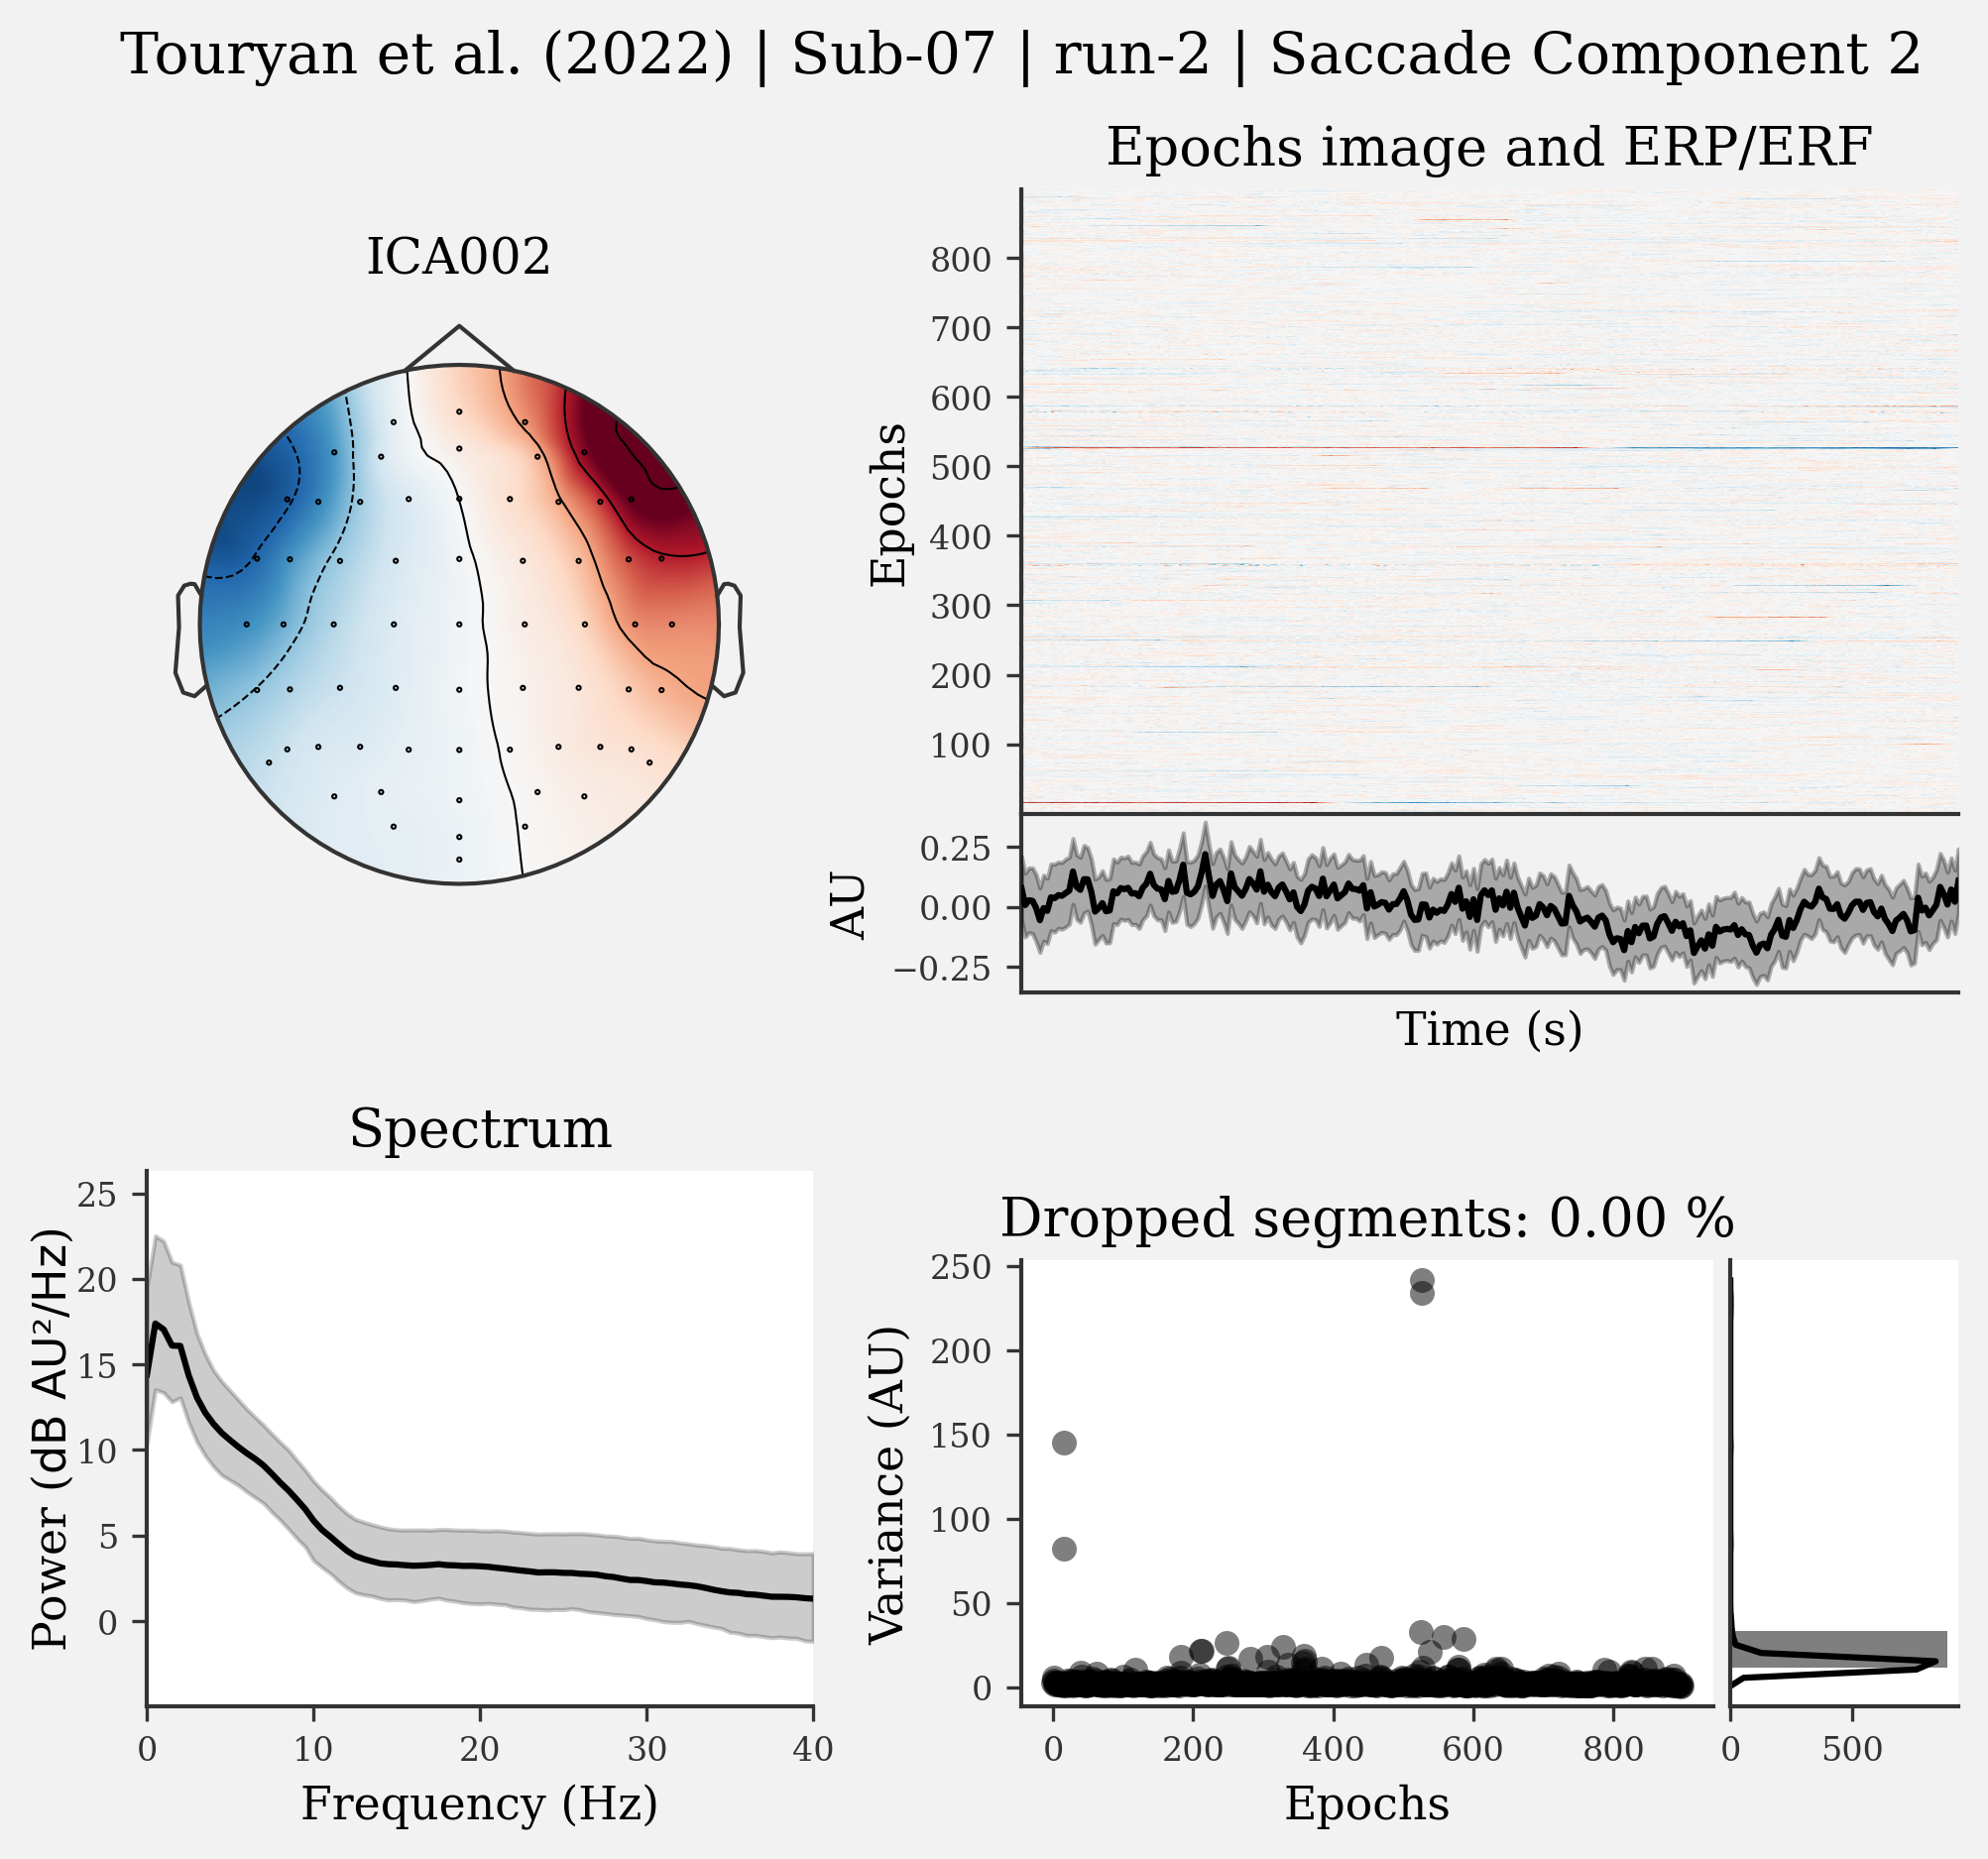 Touryan et al. (2022) | Sub-07 | run-2 | Saccade Component 2
ICA002
Epochs image and ERP/ERF
Epochs
800
700
600
500
400
300
200
100
AU
0.25
0.00
−0.25
Time (s)
Spectrum
Power (dB AU²/Hz)
25
20
15
10
5
0
0 10 20 30 40
Frequency (Hz)
Dropped segments: 0.00 %
Variance (AU)
250
200
150
100
50
0
0 200 400 600 800
Epochs
0 500